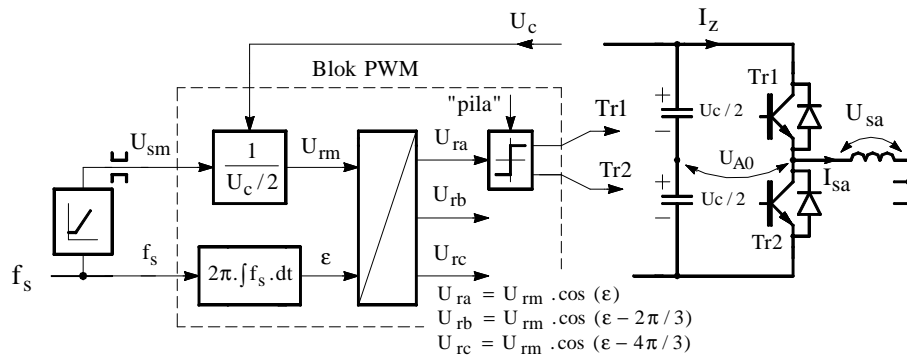 U_c
I_z
Blok PWM
"pila"
Tr1
Tr1
+
U_sm
1
U_c /2
U_rm
U_ra
Uc / 2
−
U_sa
Tr2
U_A0
I_sa
+
U_rb
Uc / 2
−
Tr2
f_s
f_s
2π.∫f_s .dt
ε
U_rc
U_ra = U_rm .cos (ε)
U_rb = U_rm .cos (ε − 2π/3)
U_rc = U_rm .cos (ε − 4π/3)